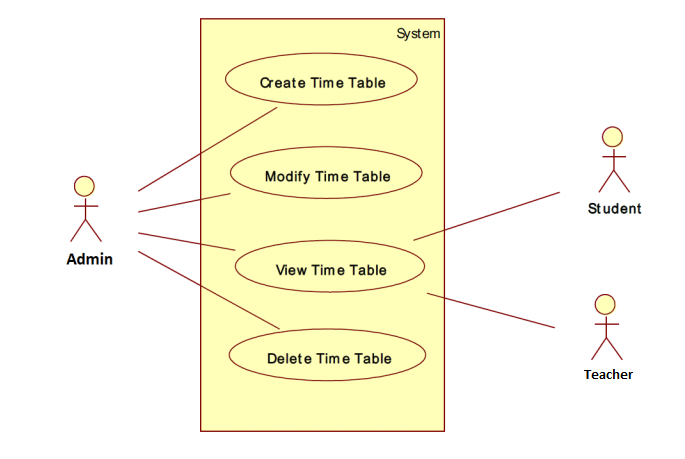 System
Create Time Table
Modify Time Table
Student
Admin
View Time Table
Delete Time Table
Teacher